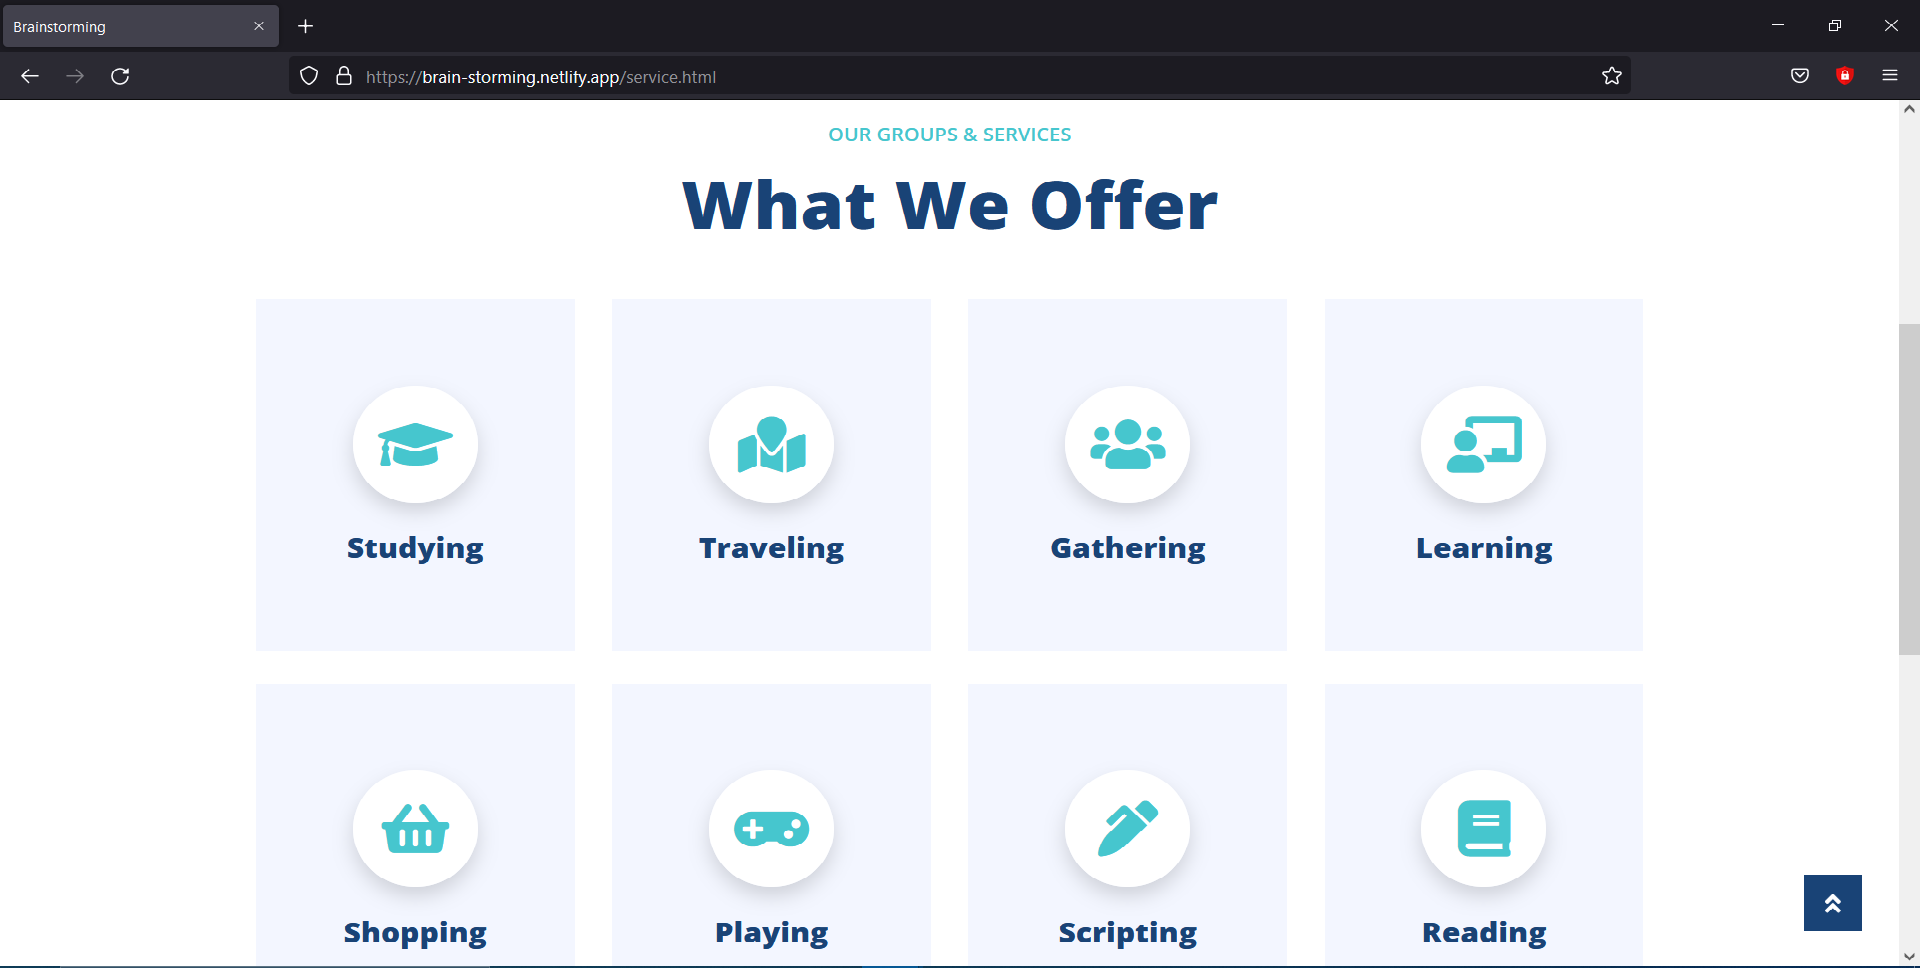 Brainstorming
https://brain-storming.netlify.app/service.html
OUR GROUPS & SERVICES
What We Offer
Studying
Traveling
Gathering
Learning
Shopping
Playing
Scripting
Reading